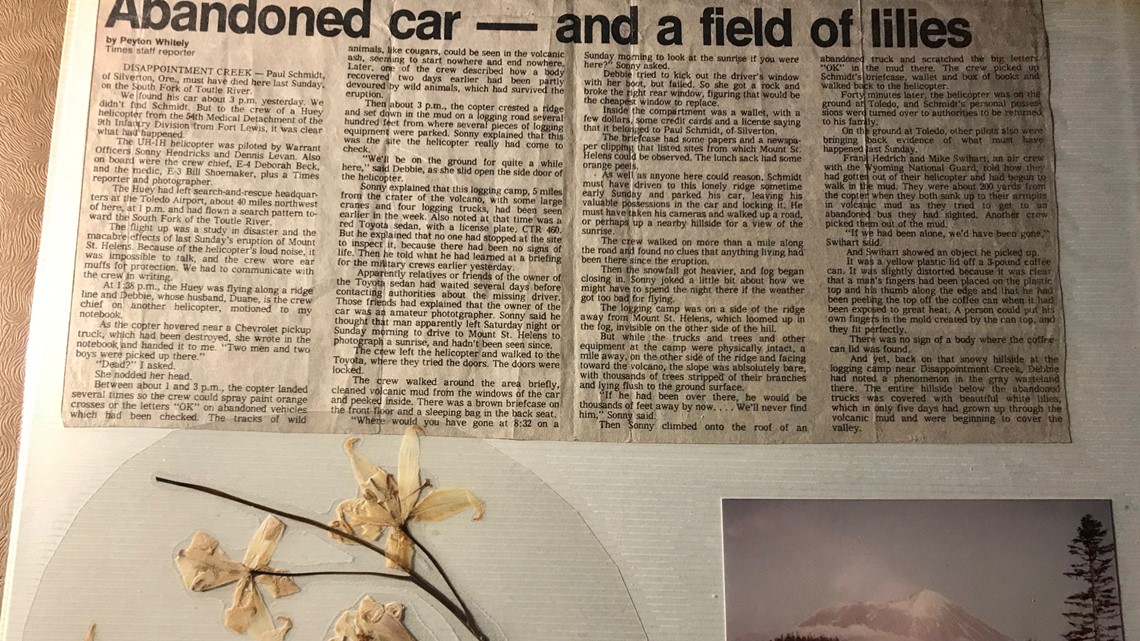 Abandoned car — and a field of lilies
by Peyton Whitely
Times staff reporter
DISAPPOINTMENT CREEK — Paul Schmidt,
of Silverton, Ore., must have died here last Sunday,
on the South Fork of Toutle River.
We found his car about 3 p.m. yesterday. We
didn't find Schmidt. But to the crew of a Huey
helicopter from the 54th Medical Detachment of the
9th Infantry Division from Fort Lewis, it was clear
what had happened.
The UH-1H helicopter was piloted by Warrant
Officers Sonny Hendricks and Dennis Levan. Also
on board were the crew chief, E-4 Deborah Beck,
and the medic, E-3 Bill Shoemaker, plus a Times
reporter and photographer.
The Huey had left search-and-rescue headquar-
ters at the Toledo Airport, about 40 miles northwest
of here, at 1 p.m. and had flown a search pattern to-
ward the South Fork of the Toutle River.
The flight up was a study in disaster and the
macabre effects of last Sunday's eruption of Mount
St. Helens. Because of the helicopter's loud noise, it
was impossible to talk, and the crew wore ear
muffs for protection. We had to communicate with
the crew in writing.
At 1:38 p.m., the Huey was flying along a ridge
line and Debbie, whose husband, Duane, is the crew
chief on another helicopter, motioned to my
notebook.
As the copter hovered near a Chevrolet pickup
truck, which had been destroyed, she wrote in the
notebook and handed it to me. "Two men and two
boys were picked up there."
"Dead?" I asked.
She nodded her head.
Between about 1 and 3 p.m., the copter landed
several times so the crew could spray paint orange
crosses or the letters "OK" on abandoned vehicles
which had been checked. The tracks of wild
animals, like cougars, could be seen in the volcanic
ash, seeming to start nowhere and end nowhere.
Later, one of the crew described how a body
recovered two days earlier had been partly
devoured by wild animals, which had survived the
eruption.
Then about 3 p.m., the copter crested a ridge
and set down in the mud on a logging road several
hundred feet from where several pieces of logging
equipment were parked. Sonny explained that this
was the site the helicopter really had come to
check.
"We'll be on the ground for quite a while
here," said Debbie, as she slid open the side door of
the helicopter.
Sonny explained that this logging camp, 5 miles
from the crater of the volcano, with some large
cranes and four logging trucks, had been seen
earlier in the week. Also noted at that time was a
red Toyota sedan, with a license plate, CTR 460.
But he explained that no one had stopped at the site
to inspect it, because there had been no signs of
life. Then he told what he had learned at a briefing
for the military crews earlier yesterday.
Apparently relatives or friends of the owner of
the Toyota sedan had waited several days before
contacting authorities about the missing driver.
Those friends had explained that the owner of the
car was an amateur phototgrapher. Sonny said he
thought that man apparently left Saturday night or
Sunday morning to drive to Mount St. Helens to
photograph a sunrise, and hadn't been seen since.
The crew left the helicopter and walked to the
Toyota, where they tried the doors. The doors were
locked.
The crew walked around the area briefly,
cleaned volcanic mud from the windows of the car
and peeked inside. There was a brown briefcase on
the front floor and a sleeping bag in the back seat.
"Where would you have gone at 8:32 on a
Sunday morning to look at the sunrise if you were
here?" Sonny asked.
Debbie tried to kick out the driver's window
with her boot, but failed. So she got a rock and
broke the right rear window, figuring that would be
the cheapest window to replace.
Inside the compartment was a wallet, with a
few dollars, some credit cards and a license saying
that it belonged to Paul Schmidt, of Silverton.
The briefcase had some papers and a newspa-
per clipping that listed sites from which Mount St.
Helens could be observed. The lunch sack had some
orange peels.
As well as anyone here could reason, Schmidt
must have driven to this lonely ridge sometime
early Sunday and parked his car, leaving his
valuable possessions in the car and locking it. He
must have taken his cameras and walked up a road,
or perhaps up a nearby hillside for a view of the
sunrise.
The crew walked on more than a mile along
the road and found no clues that anything living had
been there since the eruption.
Then the snowfall got heavier, and fog began
closing in. Sonny joked a little bit about how we
might have to spend the night there if the weather
got too bad for flying.
The logging camp was on a side of the ridge
away from Mount St. Helens, which loomed up in
the fog, invisible on the other side of the hill.
But while the trucks and trees and other
equipment at the camp were physically intact, a
mile away, on the other side of the ridge and facing
toward the volcano, the slope was absolutely bare,
with thousands of trees stripped of their branches
and lying flush to the ground surface.
"If he had been over there, he would be
thousands of feet away by now. . . . We'll never find
him," Sonny said.
Then Sonny climbed onto the roof of an
abandoned truck and scratched the big letters
"OK" in the mud there. The crew picked up
Schmidt's briefcase, wallet and box of books and
walked back to the helicopter.
Forty minutes later, the helicopter was on the
ground at Toledo, and Schmidt's personal posses-
sions were turned over to authorities to be returned
to his family.
On the ground at Toledo, other pilots also were
bringing back evidence of what must have
happened last Sunday.
Frank Hedrich and Mike Swihart, an air crew
with the Wyoming National Guard, told how they
had gotten out of their helicopter and had begun to
walk in the mud. They were about 200 yards from
the copter when they both sank up to their armpits
in volcanic mud as they tried to get to an
abandoned bus they had sighted. Another crew
picked them out of the mud.
"If we had been alone, we'd have been gone,"
Swihart said.
And Swihart showed an object he picked up.
It was a yellow plastic lid off a 3-pound coffee
can. It was slightly distorted because it was clear
that a man's fingers had been placed on the plastic
top and his thumb along the edge and that he had
been peeling the top off the coffee can when it had
been exposed to great heat. A person could put his
own fingers in the mold created by the can top, and
they fit perfectly.
There was no sign of a body where the coffee
can lid was found.
And yet, back on that snowy hillside at the
logging camp near Disappointment Creek, Debbie
had noted a phenomenon in the gray wasteland
there. The entire hillside below the abandoned
trucks was covered with beautiful white lilies,
which in only five days had grown up through the
volcanic mud and were beginning to cover the
valley.